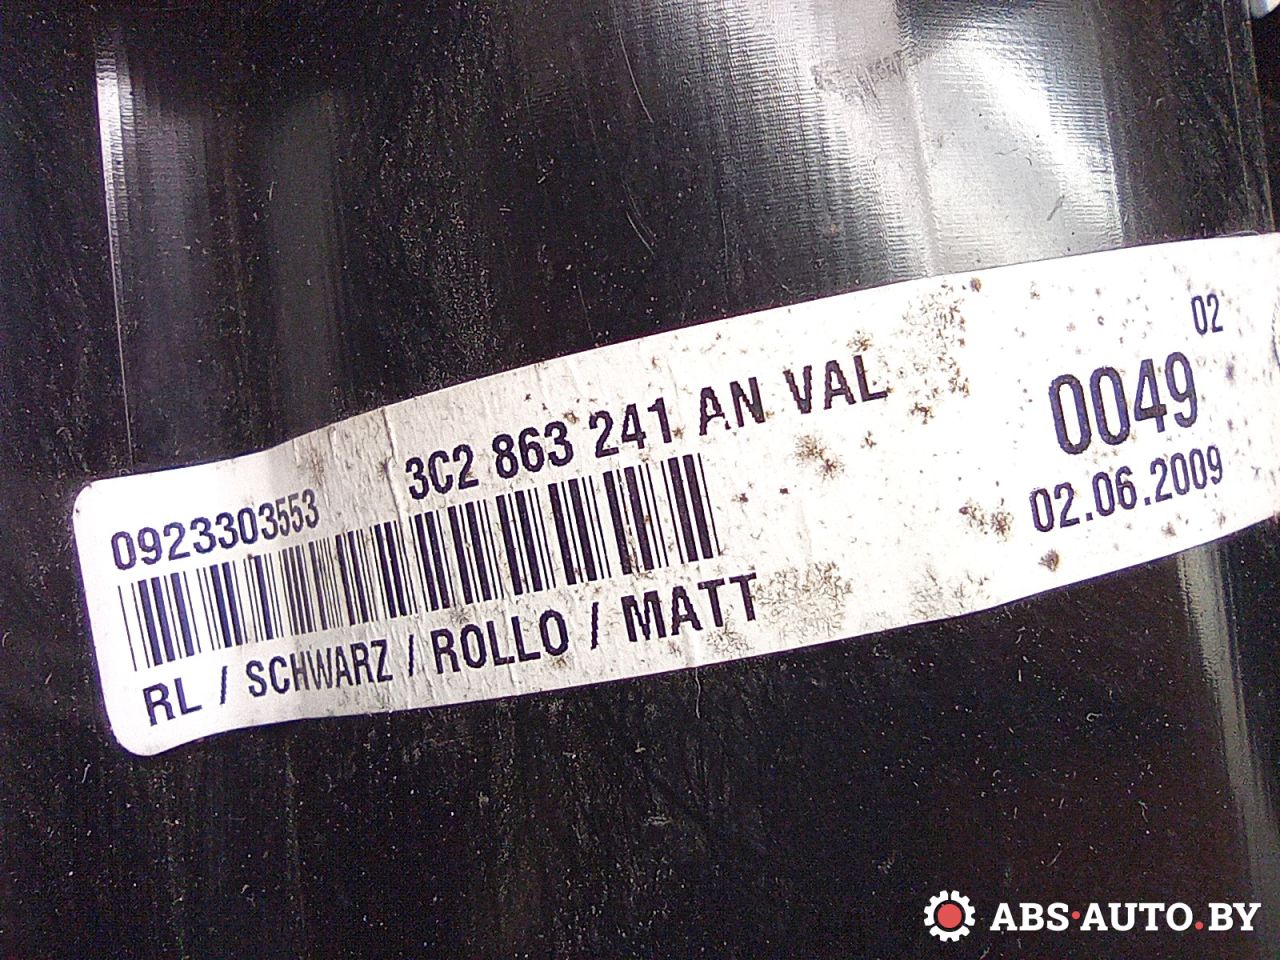 02
0923303553 3C2 863 241 AN VAL 0049
02.06.2009
RL / SCHWARZ / ROLLO / MATT
ABS·AUTO.BY